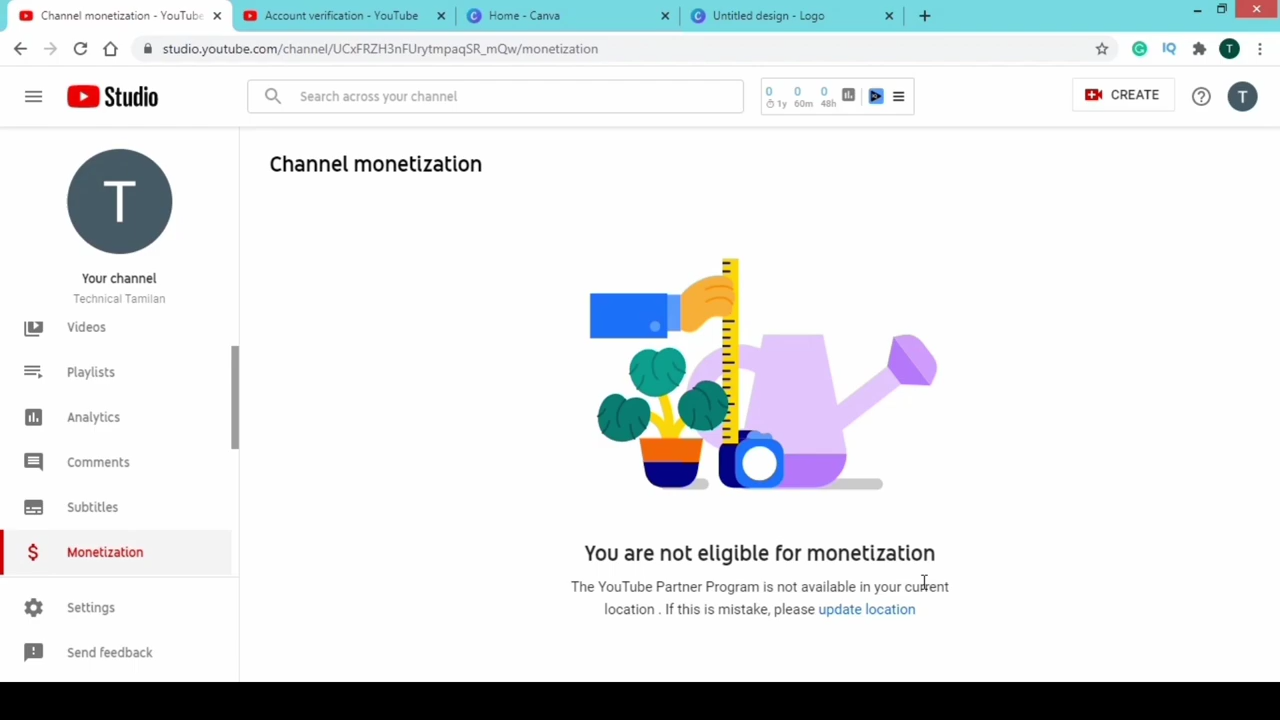 Channel monetization - YouTube
Account verification - YouTube
Home - Canva
Untitled design - Logo
studio.youtube.com/channel/UCxFRZH3nFUrytmpaqSR_mQw/monetization
IQ
T
Studio
Search across your channel
0 0 0
1y 60m 48h
CREATE
T
T
Your channel
Technical Tamilan
Videos
Playlists
Analytics
Comments
Subtitles
$ Monetization
Settings
Send feedback
Channel monetization
You are not eligible for monetization
The YouTube Partner Program is not available in your current
location . If this is mistake, please update location